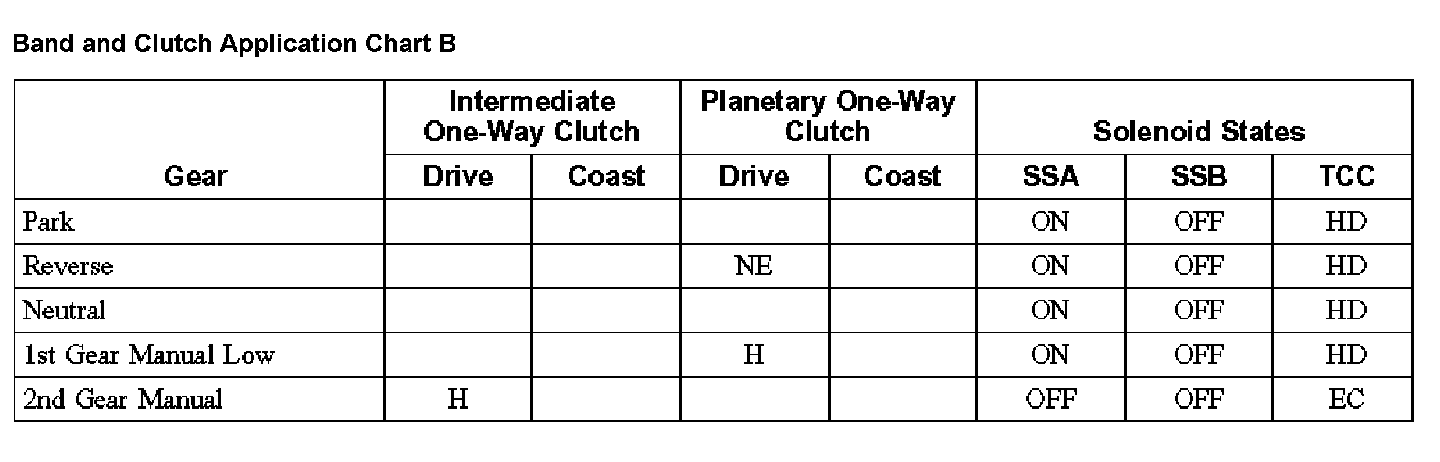 Band and Clutch Application Chart B
Intermediate One-Way Clutch Planetary One-Way Clutch Solenoid States
Gear Drive Coast Drive Coast SSA SSB TCC
Park ON OFF HD
Reverse NE ON OFF HD
Neutral ON OFF HD
1st Gear Manual Low H ON OFF HD
2nd Gear Manual H OFF OFF EC